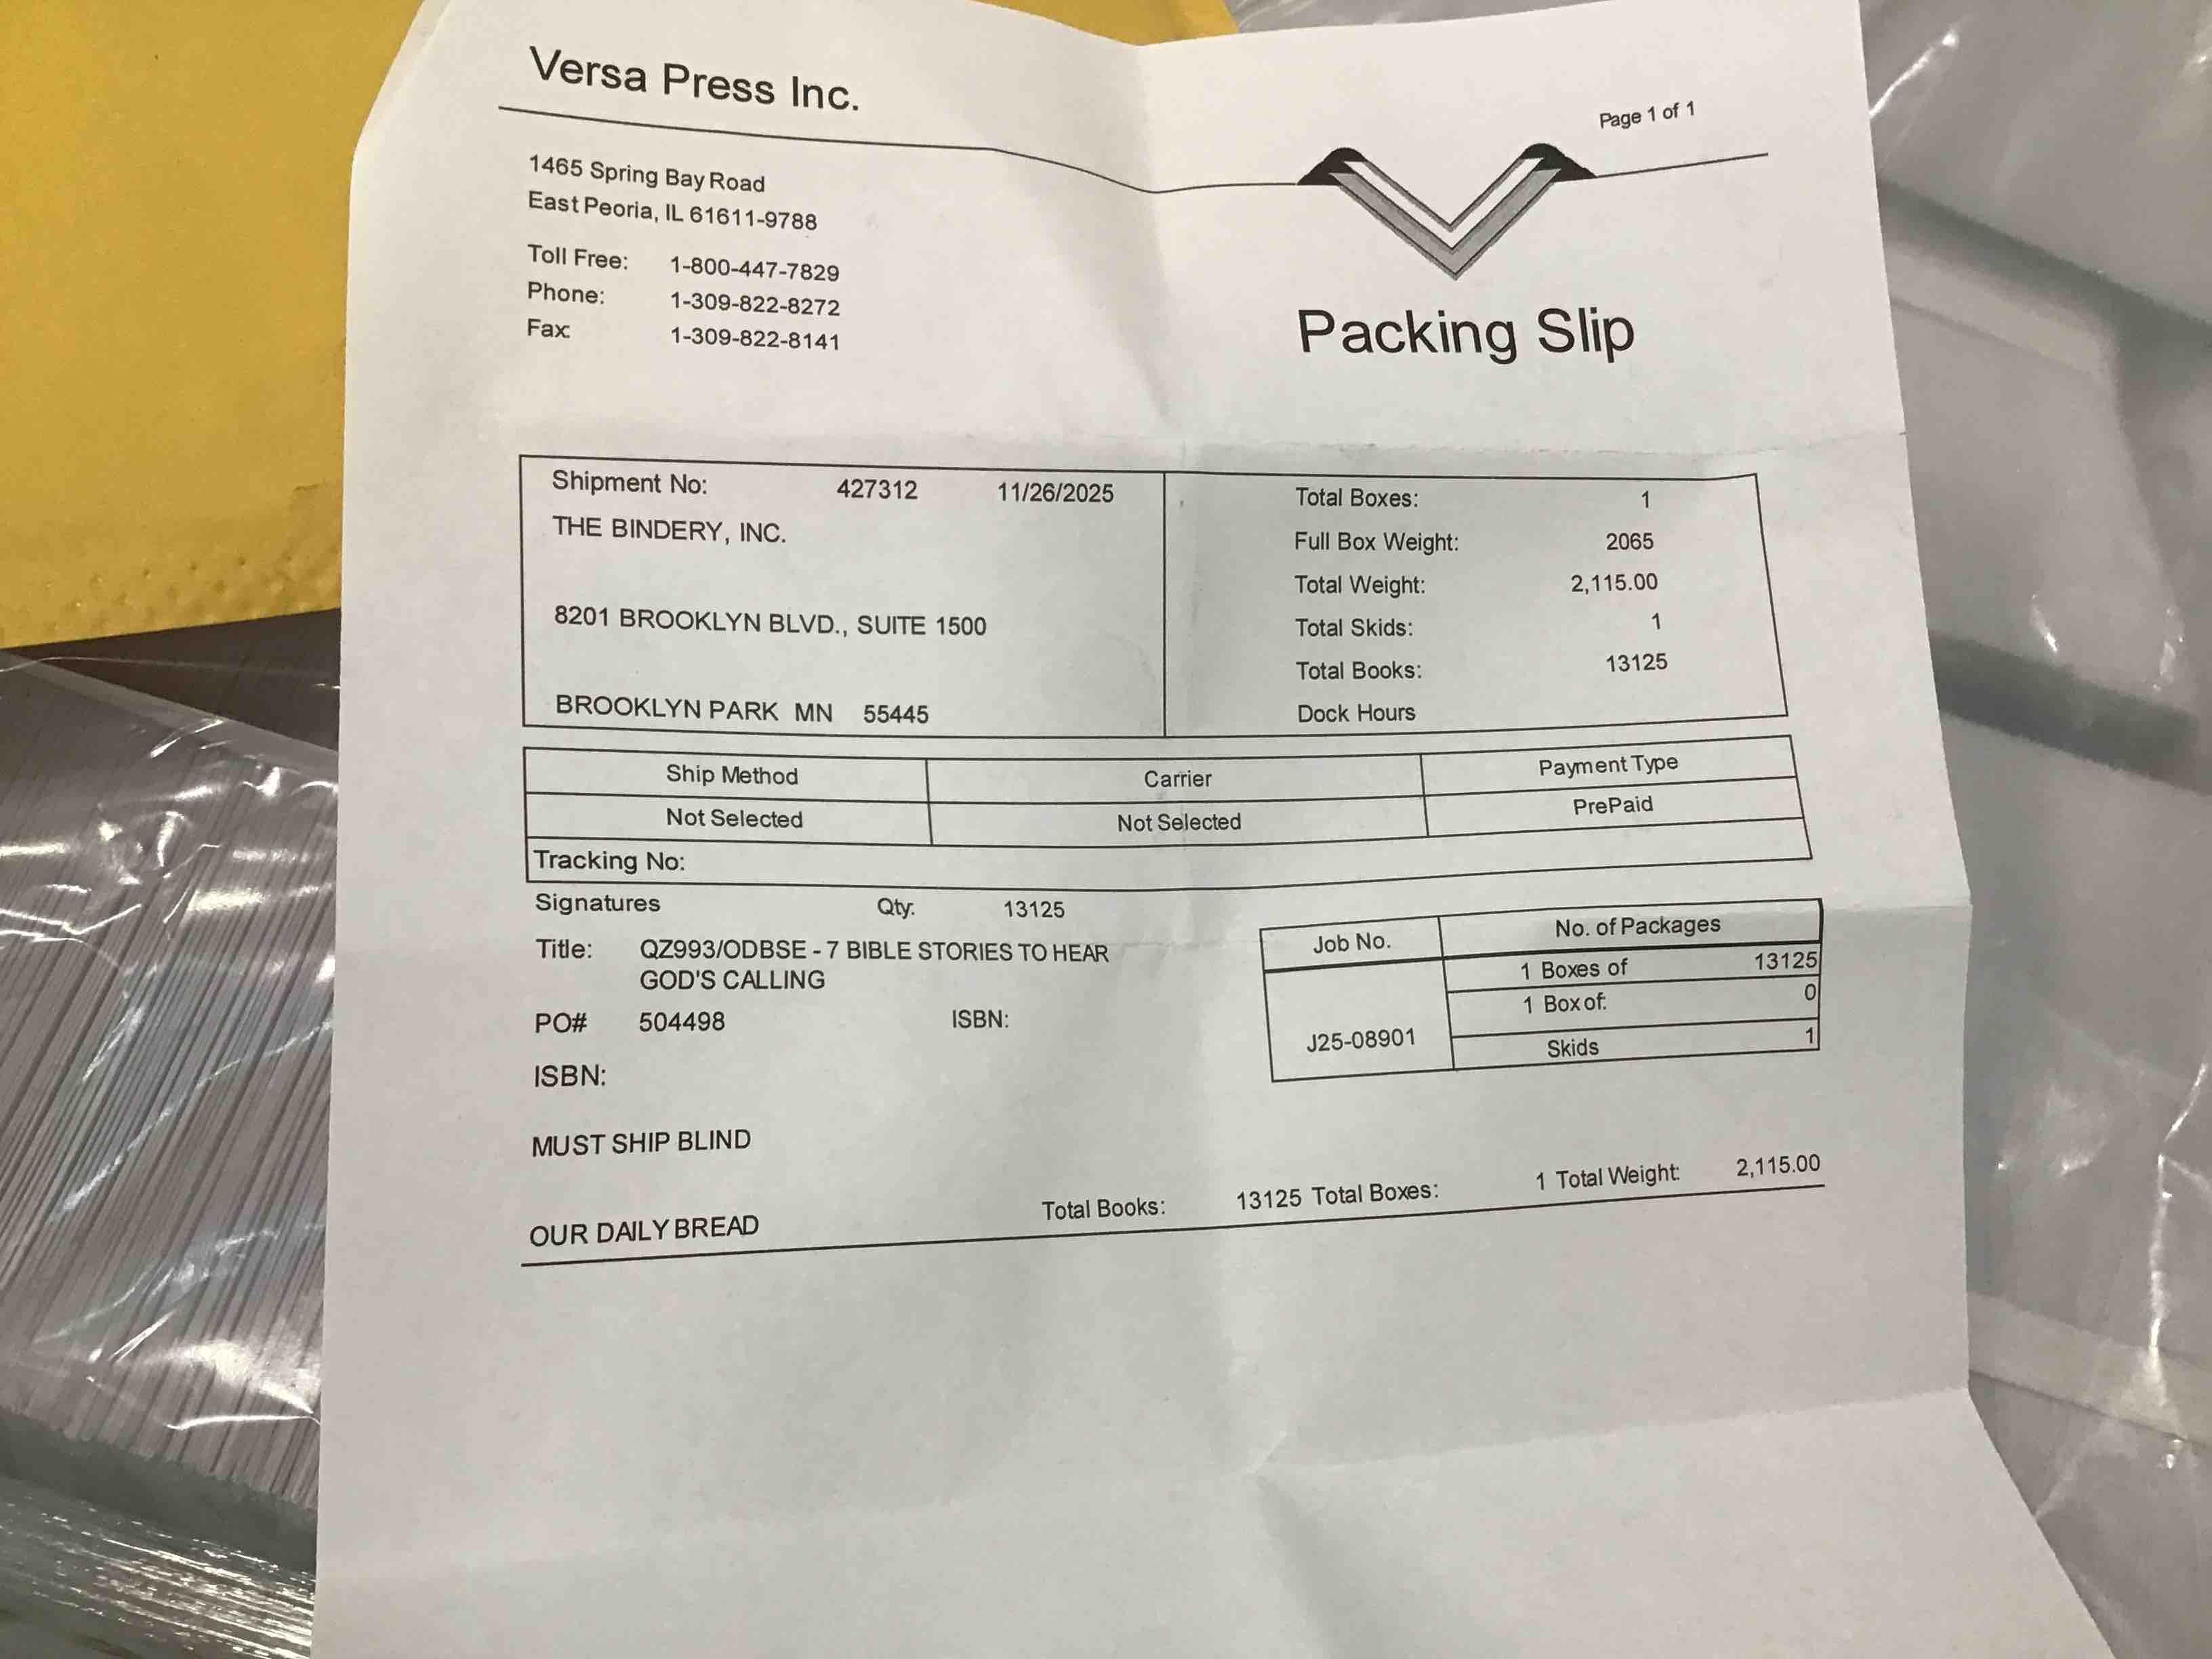 Versa Press Inc.
Page 1 of 1
1465 Spring Bay Road
East Peoria, IL 61611-9788
Toll Free: 1-800-447-7829
Phone: 1-309-822-8272
Fax: 1-309-822-8141
Packing Slip
Shipment No: 427312 11/26/2025
THE BINDERY, INC.
8201 BROOKLYN BLVD., SUITE 1500
BROOKLYN PARK MN 55445
Total Boxes: 1
Full Box Weight: 2065
Total Weight: 2,115.00
Total Skids: 1
Total Books: 13125
Dock Hours
Ship Method Carrier Payment Type
Not Selected Not Selected PrePaid
Tracking No:
Signatures Qty: 13125
Title: QZ993/ODBSE - 7 BIBLE STORIES TO HEAR
GOD'S CALLING
PO# 504498 ISBN:
ISBN:
Job No. No. of Packages
1 Boxes of 13125
1 Box of: 0
J25-08901
Skids 1
MUST SHIP BLIND
OUR DAILY BREAD
Total Books: 13125 Total Boxes: 1 Total Weight: 2,115.00